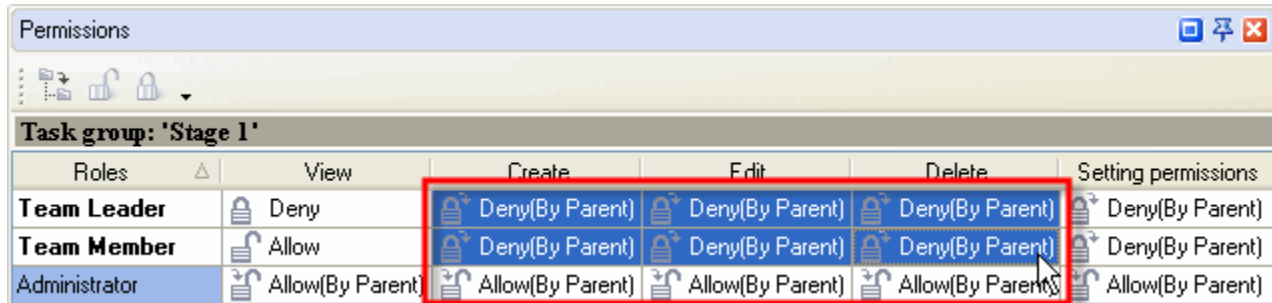 Permissions
Task group: 'Stage 1'
Roles View Create Edit Delete Setting permissions
Team Leader Deny Deny(By Parent) Deny(By Parent) Deny(By Parent) Deny(By Parent)
Team Member Allow Deny(By Parent) Deny(By Parent) Deny(By Parent) Deny(By Parent)
Administrator Allow(By Parent) Allow(By Parent) Allow(By Parent) Allow(By Parent) Allow(By Parent)